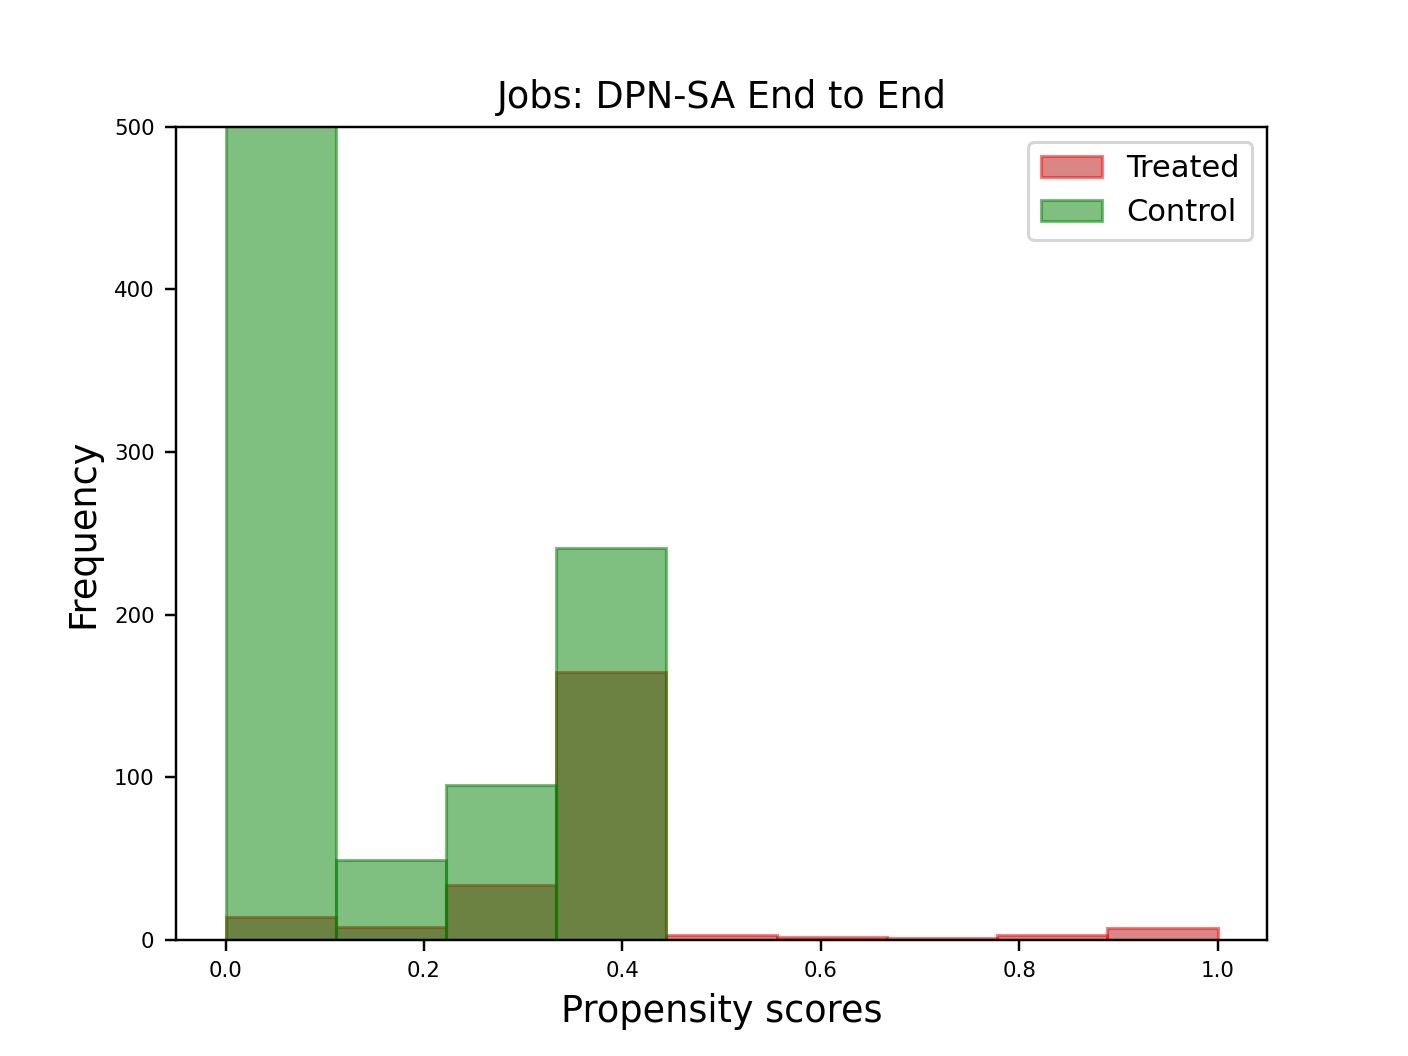 Jobs: DPN-SA End to End
500
400
300
200
100
0
Frequency
Treated
Control
0.0 0.2 0.4 0.6 0.8 1.0
Propensity scores